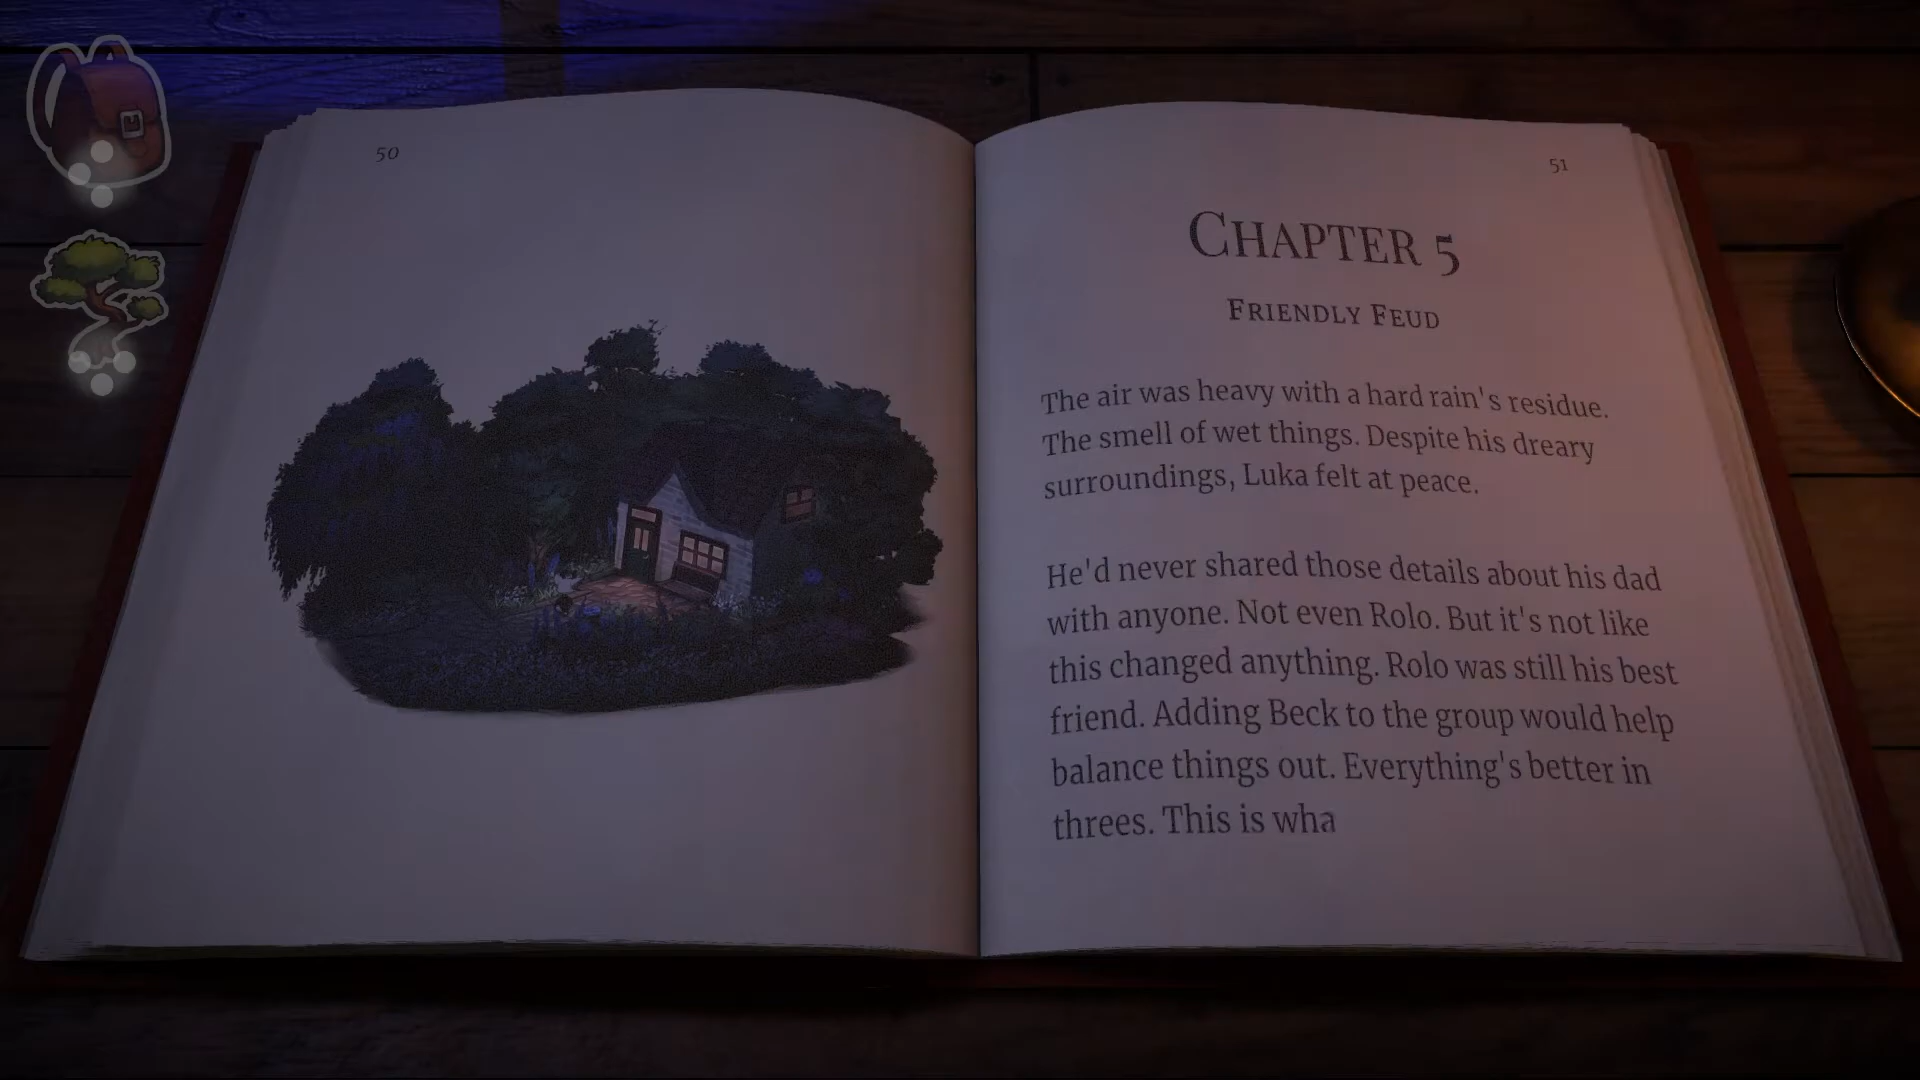 50
51
CHAPTER 5
FRIENDLY FEUD
The air was heavy with a hard rain's residue.
The smell of wet things. Despite his dreary
surroundings, Luka felt at peace.
He'd never shared those details about his dad
with anyone. Not even Rolo. But it's not like
this changed anything. Rolo was still his best
friend. Adding Beck to the group would help
balance things out. Everything's better in
threes. This is wha